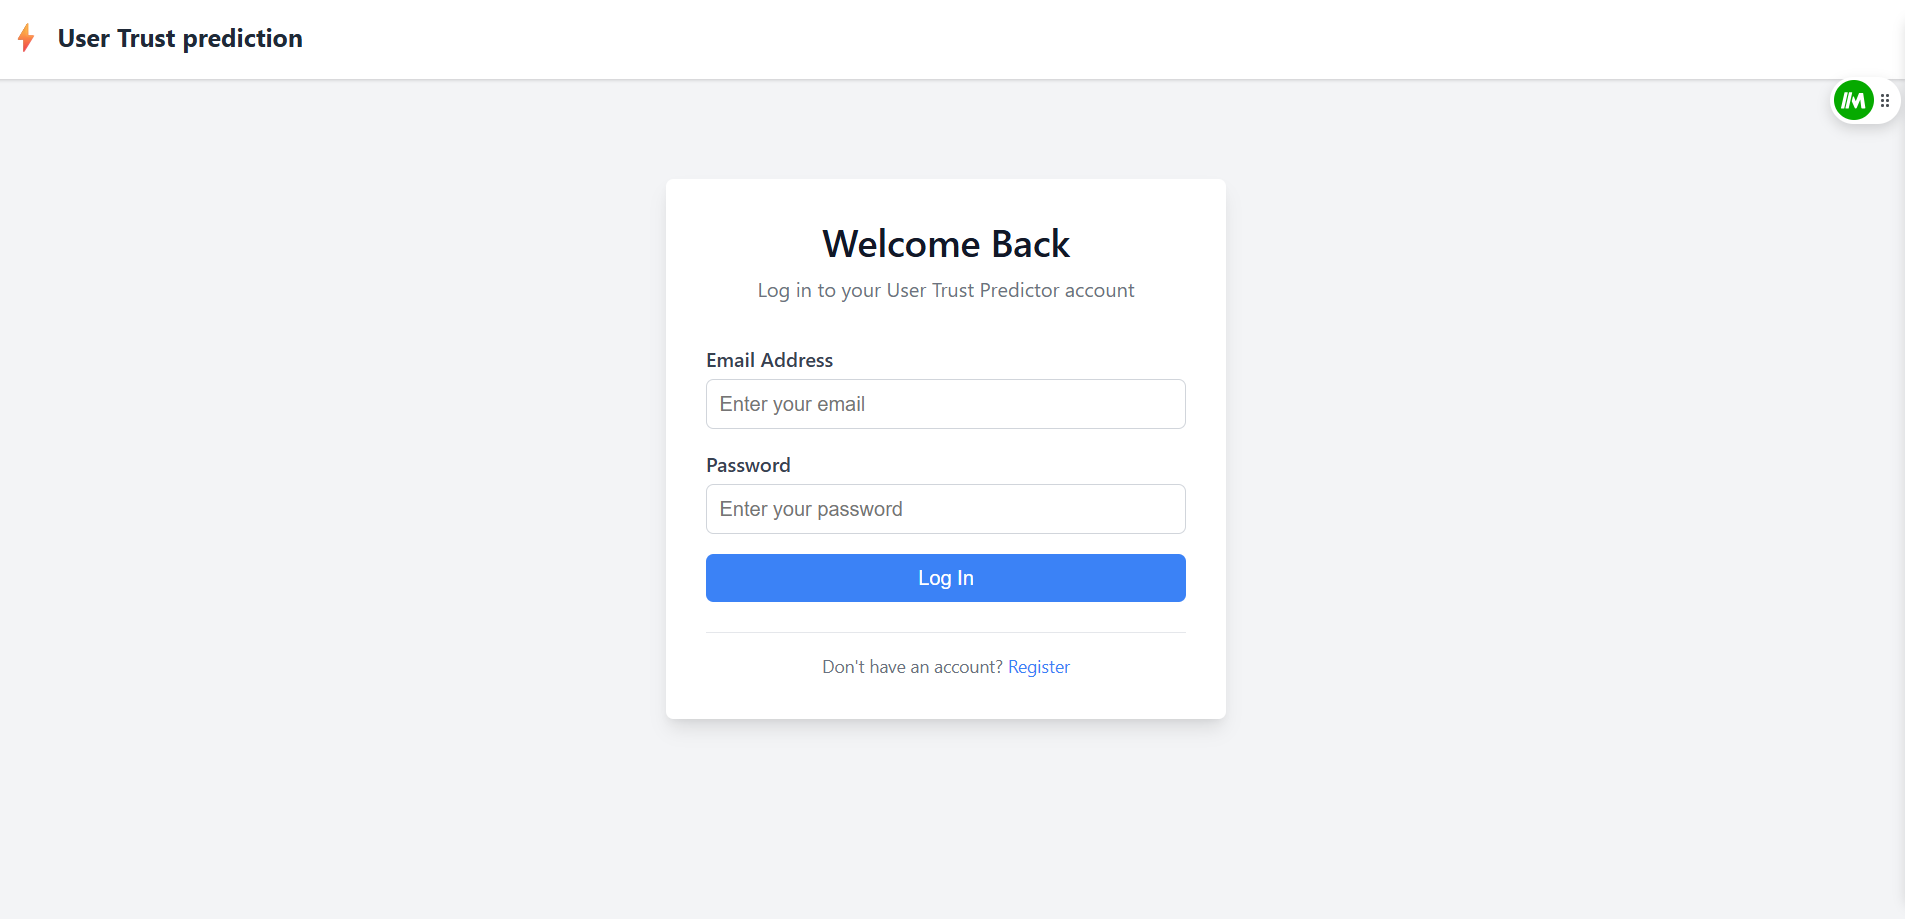 User Trust prediction
Welcome Back
Log in to your User Trust Predictor account
Email Address
Enter your email
Password
Enter your password
Log In
Don't have an account? Register